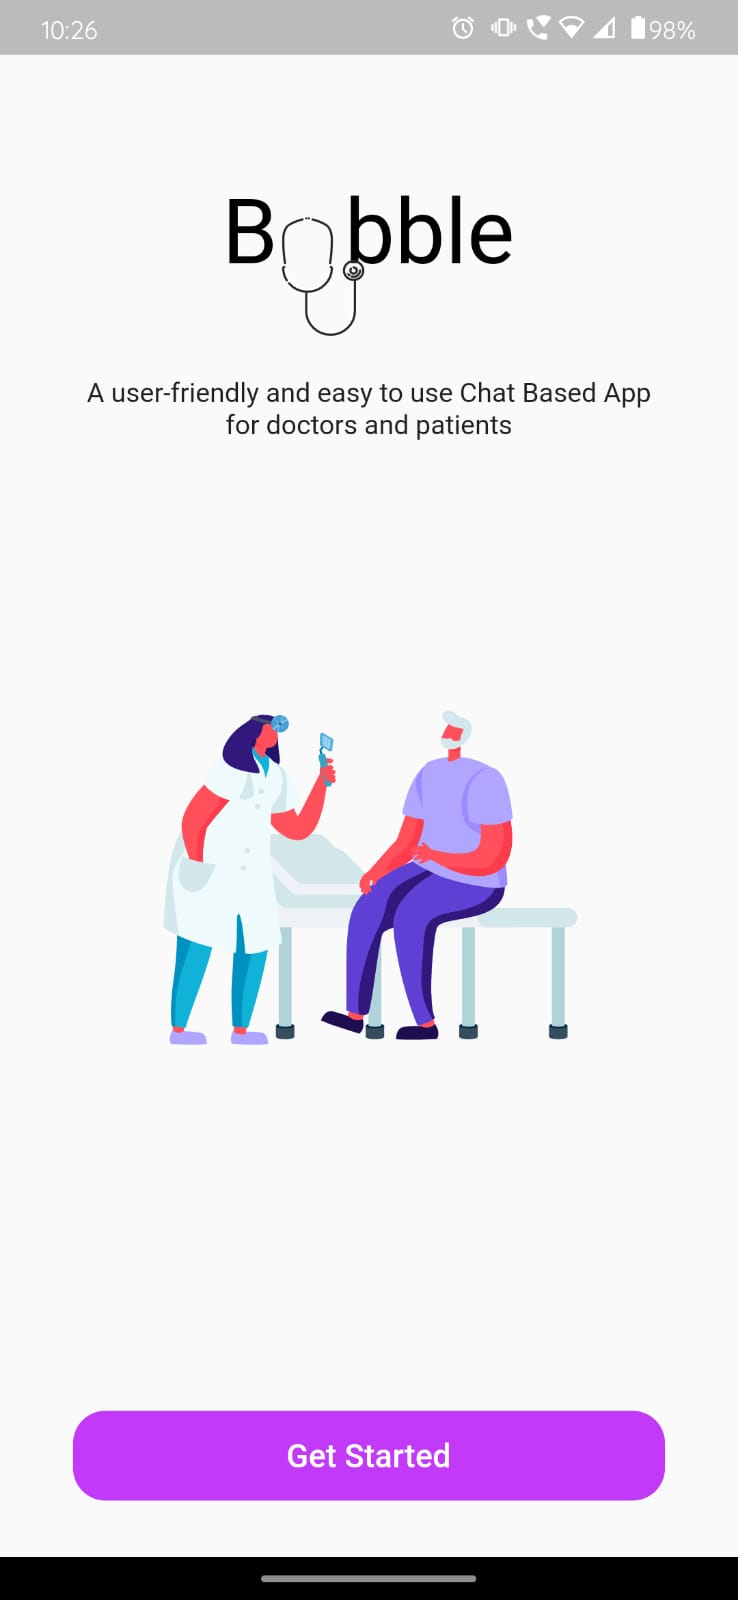 10:26
98%
Bubble
A user-friendly and easy to use Chat Based App
for doctors and patients
Get Started